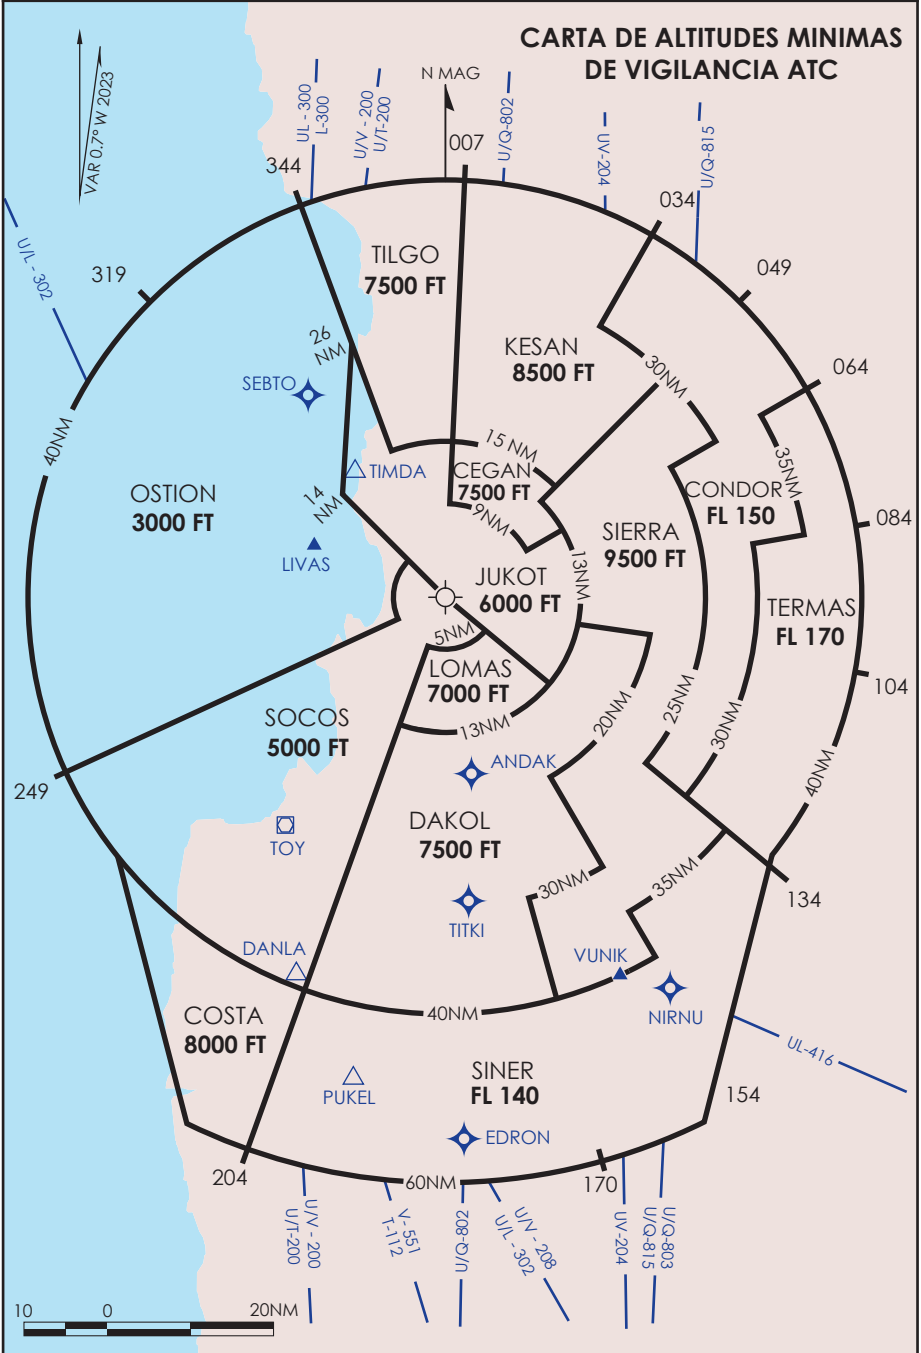 CARTA DE ALTITUDES MINIMAS
DE VIGILANCIA ATC
VAR 0.7° W 2023
N MAG
UL - 300
L-300
U/V - 200
U/T-200
U/Q-802
UV-204
U/Q-815
U/L - 302
344
007
034
319
049
064
084
104
134
154
170
204
249
TILGO
7500 FT
KESAN
8500 FT
26
NM
30NM
SEBTO
40NM
15 NM
TIMDA
CEGAN
7500 FT
35NM
OSTION
3000 FT
14
NM
9NM
CONDOR
FL 150
SIERRA
9500 FT
LIVAS
JUKOT
6000 FT
13NM
TERMAS
FL 170
5NM
LOMAS
7000 FT
SOCOS
5000 FT
13NM
20NM
25NM
30NM
40NM
ANDAK
TOY
DAKOL
7500 FT
30NM
35NM
TITKI
DANLA
VUNIK
NIRNU
COSTA
8000 FT
40NM
UL-416
SINER
FL 140
PUKEL
EDRON
60NM
U/V - 200
U/T-200
V- 551
T-112
U/Q-802
U/V - 208
U/L - 302
UV-204
U/Q-803
U/Q-815
10 0 20NM